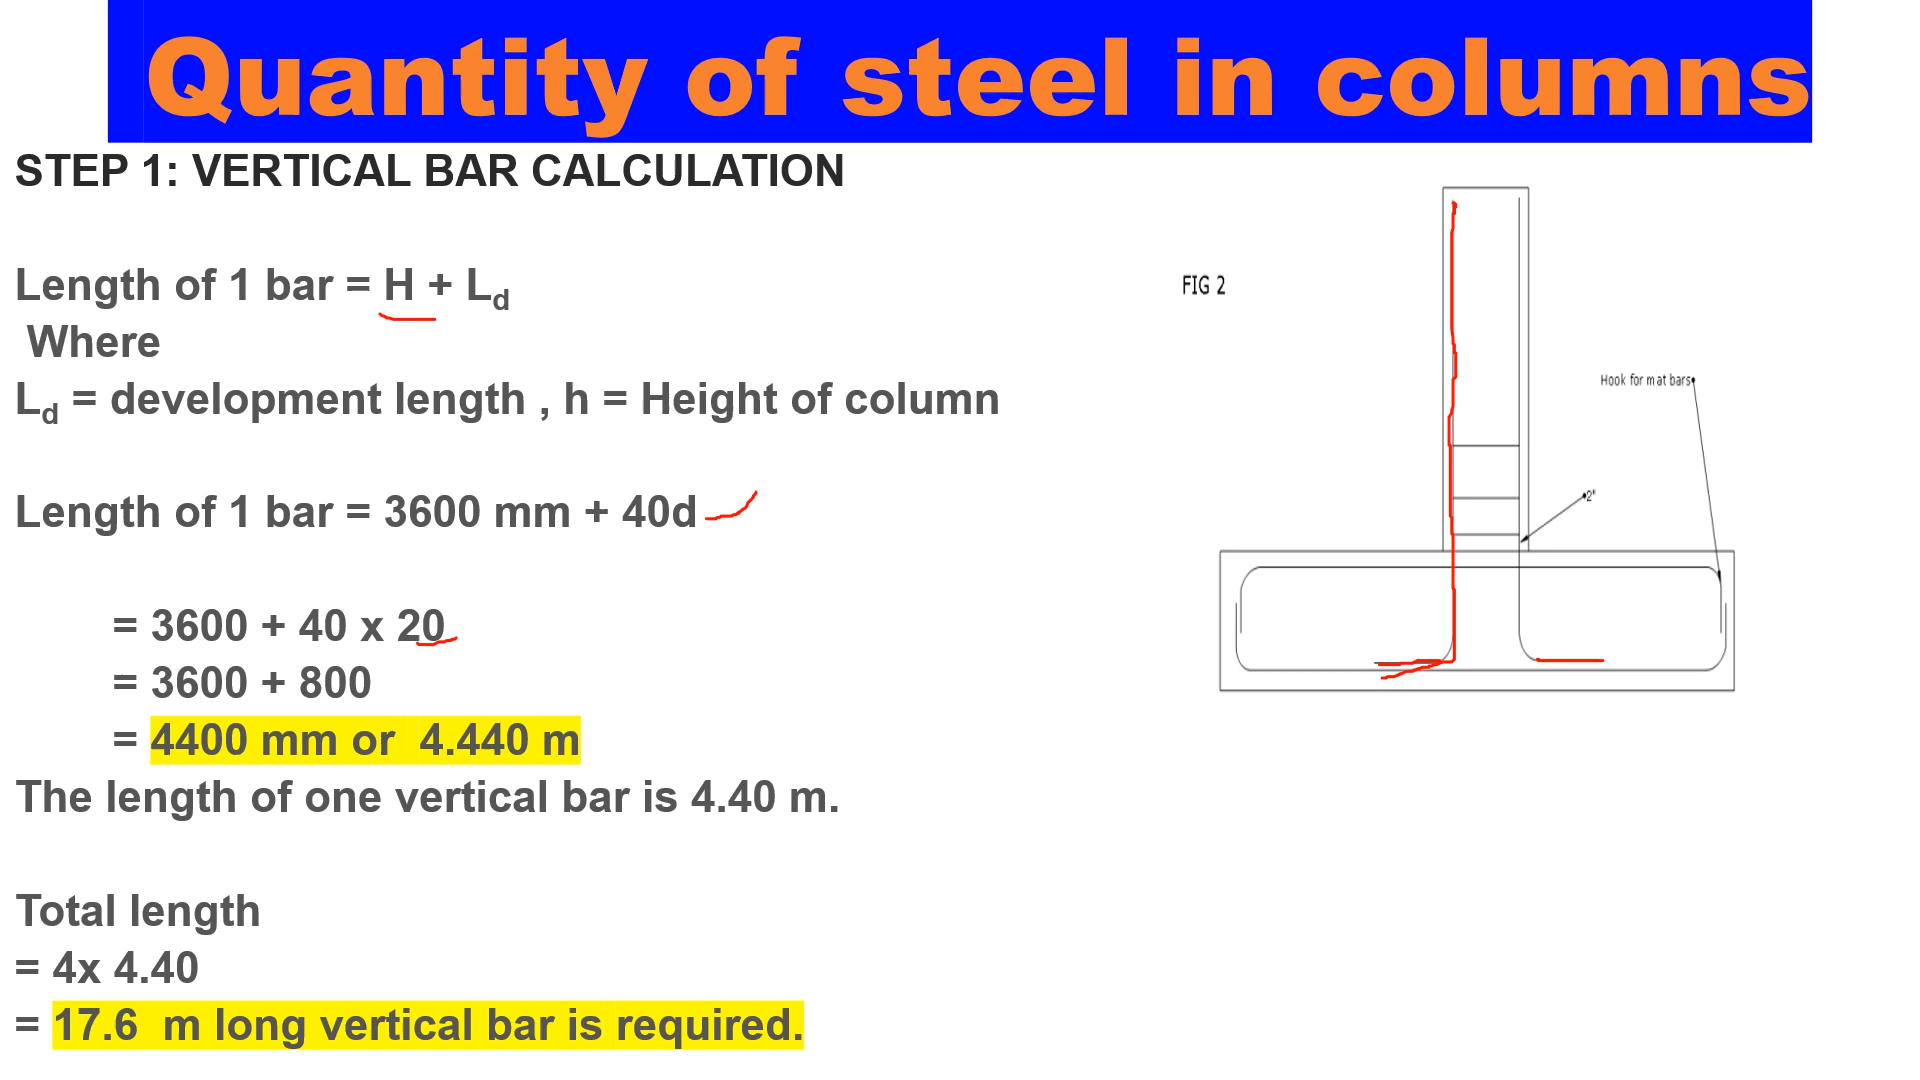 Quantity of steel in columns
STEP 1: VERTICAL BAR CALCULATION
Length of 1 bar = H + Ld
Where
Ld = development length , h = Height of column
Length of 1 bar = 3600 mm + 40d
= 3600 + 40 x 20
= 3600 + 800
= 4400 mm or  4.440 m
The length of one vertical bar is 4.40 m.
Total length
= 4x 4.40
= 17.6  m long vertical bar is required.
FIG 2
Hook for mat bars
2"